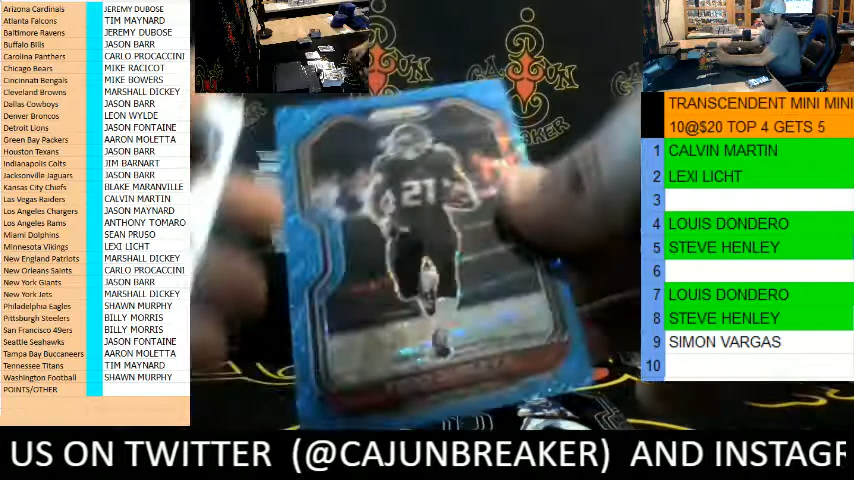 Arizona Cardinals JEREMY DUBOSE
Atlanta Falcons TIM MAYNARD
Baltimore Ravens JEREMY DUBOSE
Buffalo Bills JASON BARR
Carolina Panthers CARLO PROCACCINI
Chicago Bears MIKE RACICOT
Cincinnati Bengals MIKE BOWERS
Cleveland Browns MARSHALL DICKEY
Dallas Cowboys JASON BARR
Denver Broncos LEON WYLDE
Detroit Lions JASON FONTAINE
Green Bay Packers AARON MOLETTA
Houston Texans JASON BARR
Indianapolis Colts JIM BARNART
Jacksonville Jaguars JASON BARR
Kansas City Chiefs BLAKE MARANVILLE
Las Vegas Raiders CALVIN MARTIN
Los Angeles Chargers JASON MAYNARD
Los Angeles Rams ANTHONY TOMARO
Miami Dolphins SEAN PRUSO
Minnesota Vikings LEXI LICHT
New England Patriots MARSHALL DICKEY
New Orleans Saints CARLO PROCACCINI
New York Giants JASON BARR
New York Jets MARSHALL DICKEY
Philadelphia Eagles SHAWN MURPHY
Pittsburgh Steelers BILLY MORRIS
San Francisco 49ers BILLY MORRIS
Seattle Seahawks JASON FONTAINE
Tampa Bay Buccaneers AARON MOLETTA
Tennessee Titans TIM MAYNARD
Washington Football SHAWN MURPHY
POINTS/OTHER
CAJUN
BREAKER
21
TRANSCENDENT MINI MINI
10@$20 TOP 4 GETS 5
1 CALVIN MARTIN
2 LEXI LICHT
3
4 LOUIS DONDERO
5 STEVE HENLEY
6
7 LOUIS DONDERO
8 STEVE HENLEY
9 SIMON VARGAS
10
US ON TWITTER (@CAJUNBREAKER) AND INSTAGR